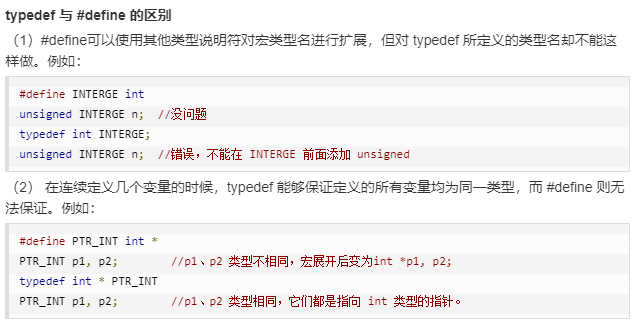 typedef 与 #define 的区别
（1）#define可以使用其他类型说明符对宏类型名进行扩展，但对 typedef 所定义的类型名却不能这
样做。例如：
#define INTERGE int
unsigned INTERGE n;  //没问题
typedef int INTERGE;
unsigned INTERGE n;  //错误，不能在 INTERGE 前面添加 unsigned
（2） 在连续定义几个变量的时候，typedef 能够保证定义的所有变量均为同一类型，而 #define 则无
法保证。例如：
#define PTR_INT int *
PTR_INT p1, p2;        //p1、p2 类型不相同，宏展开后变为int *p1, p2;
typedef int * PTR_INT
PTR_INT p1, p2;        //p1、p2 类型相同，它们都是指向 int 类型的指针。